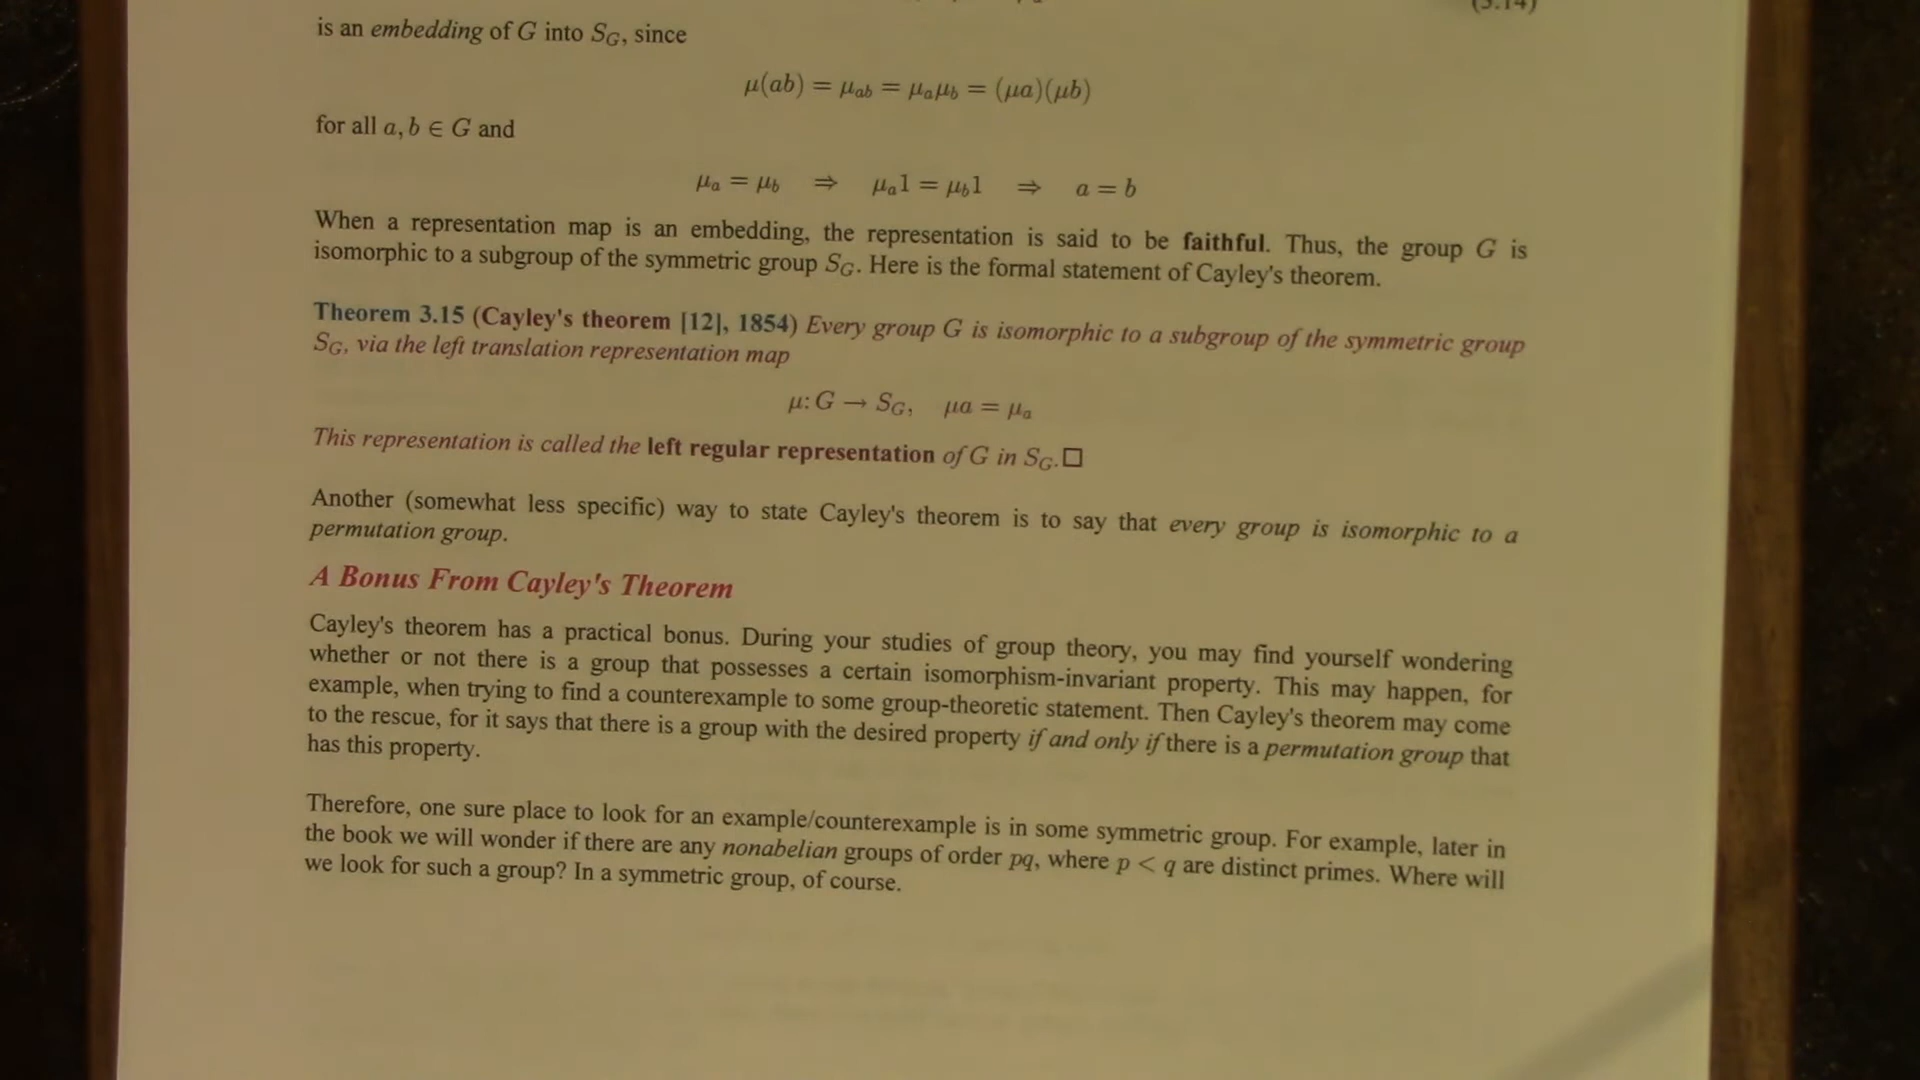 (3.14)
is an embedding of G into S_G, since
μ(ab) = μ_ab = μ_aμ_b = (μa)(μb)
for all a, b ∈ G and
μ_a = μ_b ⇒ μ_a1 = μ_b1 ⇒ a = b
When a representation map is an embedding, the representation is said to be faithful. Thus, the group G is
isomorphic to a subgroup of the symmetric group S_G. Here is the formal statement of Cayley's theorem.
Theorem 3.15 (Cayley's theorem [12], 1854) Every group G is isomorphic to a subgroup of the symmetric group
S_G, via the left translation representation map
μ: G → S_G, μa = μ_a
This representation is called the left regular representation of G in S_G.□
Another (somewhat less specific) way to state Cayley's theorem is to say that every group is isomorphic to a
permutation group.
A Bonus From Cayley's Theorem
Cayley's theorem has a practical bonus. During your studies of group theory, you may find yourself wondering
whether or not there is a group that possesses a certain isomorphism-invariant property. This may happen, for
example, when trying to find a counterexample to some group-theoretic statement. Then Cayley's theorem may come
to the rescue, for it says that there is a group with the desired property if and only if there is a permutation group that
has this property.
Therefore, one sure place to look for an example/counterexample is in some symmetric group. For example, later in
the book we will wonder if there are any nonabelian groups of order pq, where p < q are distinct primes. Where will
we look for such a group? In a symmetric group, of course.